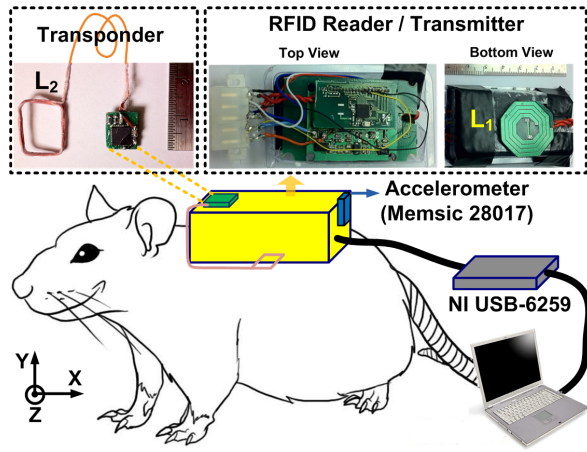 Transponder
L2
RFID Reader / Transmitter
Top View
Bottom View
L1
Accelerometer
(Memsic 28017)
NI USB-6259
Y
X
Z